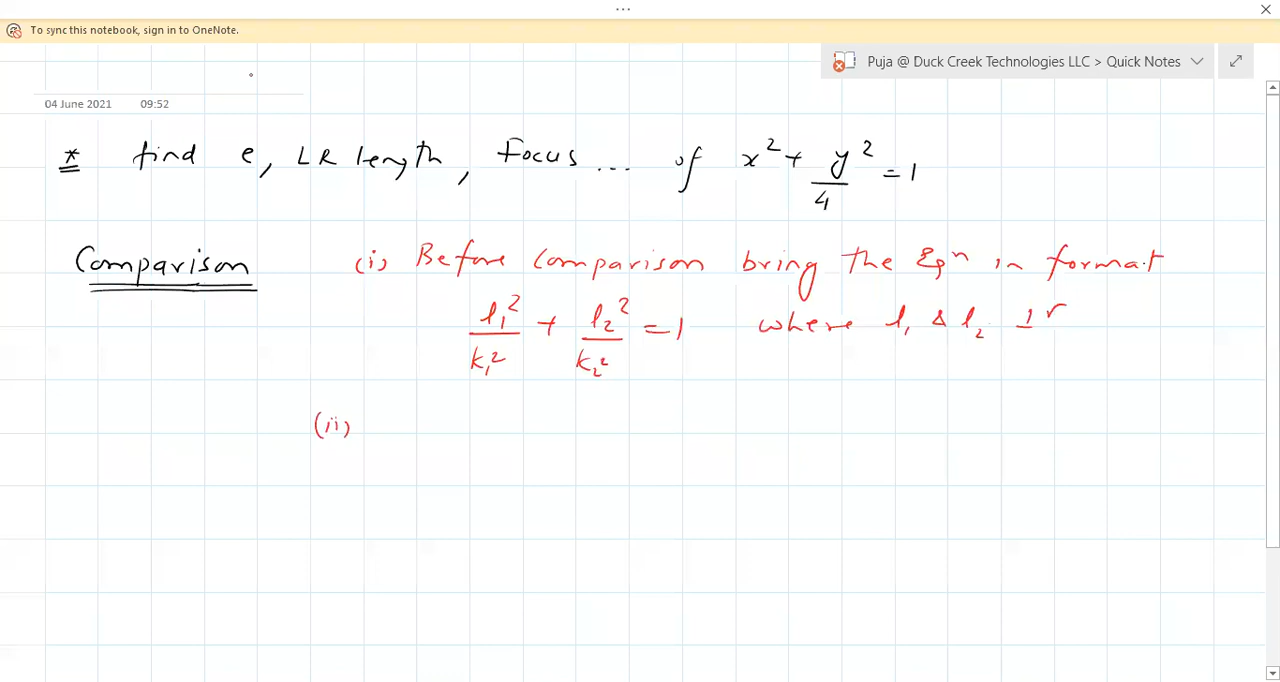 ...
To sync this notebook, sign in to OneNote.
Puja @ Duck Creek Technologies LLC > Quick Notes
04 June 2021 09:52
* find e, LR length, Focus ... of x² + y²/4 = 1
Comparison (i) Before Comparison bring the Eqⁿ in format
l₁²/k₁² + l₂²/k₂² = 1 where l₁ & l₂ ⊥r
(ii)